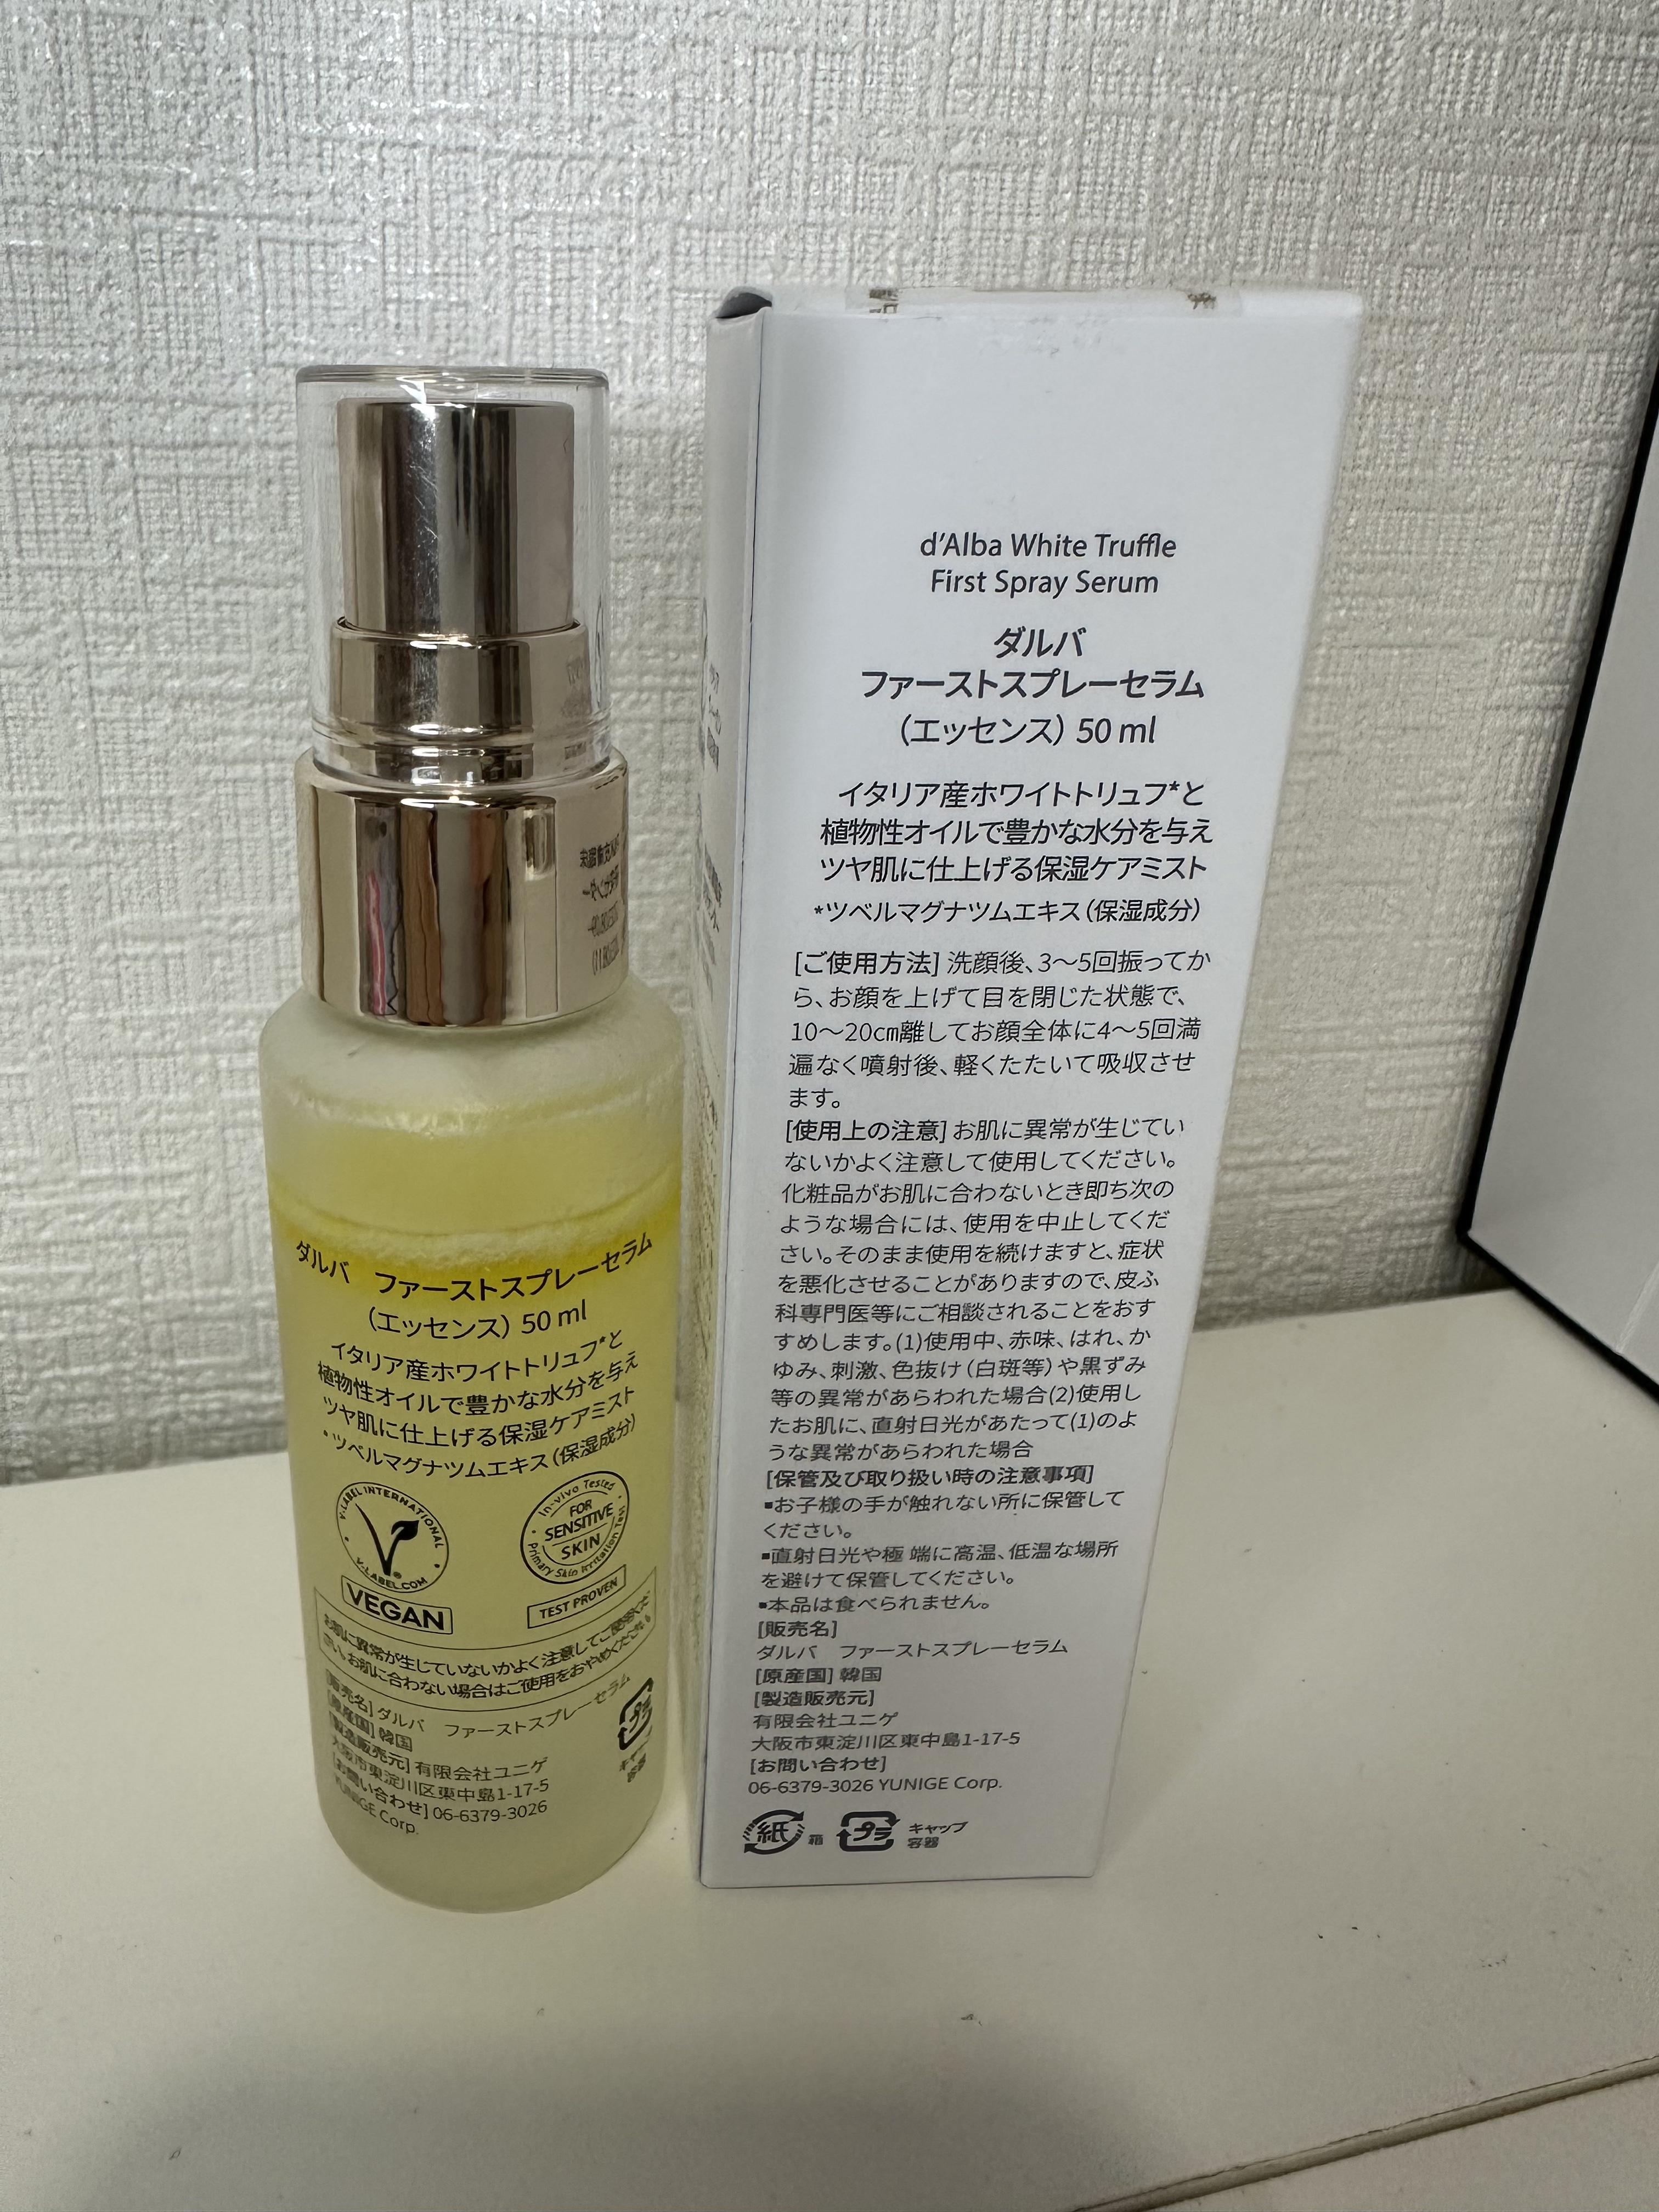 d'Alba White Truffle
First Spray Serum
ダルバ
ファーストスプレーセラム
（エッセンス）50 ml
イタリア産ホワイトトリュフ*と
植物性オイルで豊かな水分を与え
ツヤ肌に仕上げる保湿ケアミスト
*ツベルマグナツムエキス（保湿成分）
[ご使用方法] 洗顔後、3～5回振ってか
ら、お顔を上げて目を閉じた状態で、
10～20㎝離してお顔全体に4～5回満
遍なく噴射後、軽くたたいて吸収させ
ます。
[使用上の注意] お肌に異常が生じてい
ないかよく注意して使用してください。
化粧品がお肌に合わないとき即ち次の
ような場合には、使用を中止してくだ
さい。そのまま使用を続けますと、症状
を悪化させることがありますので、皮ふ
科専門医等にご相談されることをおす
すめします。(1)使用中、赤味、はれ、か
ゆみ、刺激、色抜け（白斑等）や黒ずみ
等の異常があらわれた場合(2)使用し
たお肌に、直射日光があたって(1)のよ
うな異常があらわれた場合
[保管及び取り扱い時の注意事項]
▪お子様の手が触れない所に保管して
ください。
▪直射日光や極 端に高温、低温な場所
を避けて保管してください。
▪本品は食べられません。
[販売名]
ダルバ　ファーストスプレーセラム
[原産国] 韓国
[製造販売元]
有限会社ユニゲ
大阪市東淀川区東中島1-17-5
[お問い合わせ]
06-6379-3026 YUNIGE Corp.
紙 箱 プラ キャップ
容器
ダルバ　ファーストスプレーセラム
（エッセンス）50 ml
イタリア産ホワイトトリュフ*と
植物性オイルで豊かな水分を与え
ツヤ肌に仕上げる保湿ケアミスト
*ツベルマグナツムエキス（保湿成分）
V-LABEL INTERNATIONAL
V-LABEL.COM
VEGAN
In-vivo Tested
FOR
SENSITIVE
SKIN
Primary Skin Irritation Test
TEST PROVEN
お肌に異常が生じていないかよく注意してご使用くだ
さい。お肌に合わない場合はご使用をおやめください。
[販売名] ダルバ　ファーストスプレーセラム
[原産国] 韓国
[製造販売元] 有限会社ユニゲ
大阪市東淀川区東中島1-17-5
[お問い合わせ] 06-6379-3026
YUNIGE Corp.
プラ
キャップ
容器